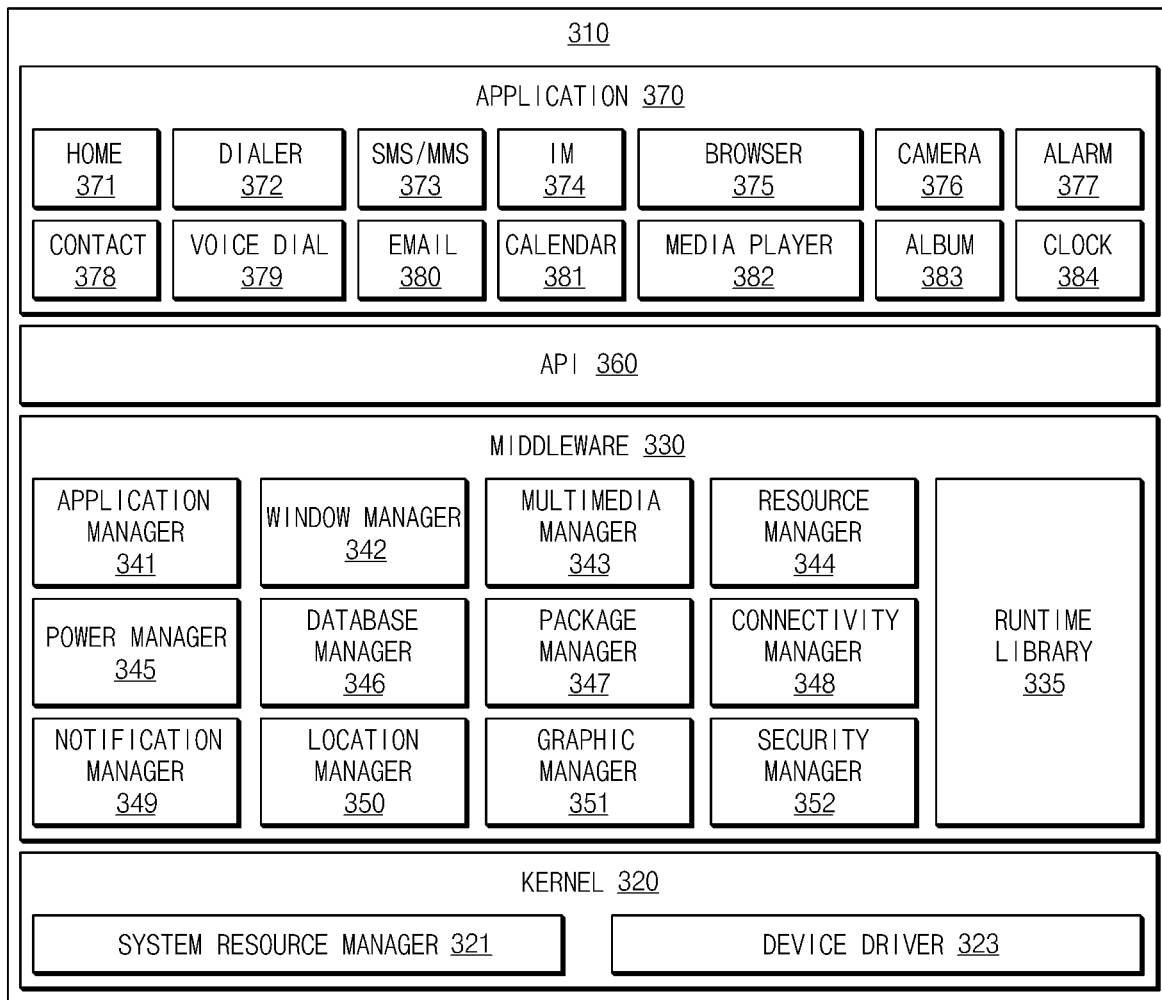 310
APPLICATION 370
HOME
371
DIALER
372
SMS/MMS
373
IM
374
BROWSER
375
CAMERA
376
ALARM
377
CONTACT
378
VOICE DIAL
379
EMAIL
380
CALENDAR
381
MEDIA PLAYER
382
ALBUM
383
CLOCK
384
API 360
MIDDLEWARE 330
APPLICATION
MANAGER
341
WINDOW MANAGER
342
MULTIMEDIA
MANAGER
343
RESOURCE
MANAGER
344
POWER MANAGER
345
DATABASE
MANAGER
346
PACKAGE
MANAGER
347
CONNECTIVITY
MANAGER
348
NOTIFICATION
MANAGER
349
LOCATION
MANAGER
350
GRAPHIC
MANAGER
351
SECURITY
MANAGER
352
RUNTIME
LIBRARY
335
KERNEL 320
SYSTEM RESOURCE MANAGER 321
DEVICE DRIVER 323